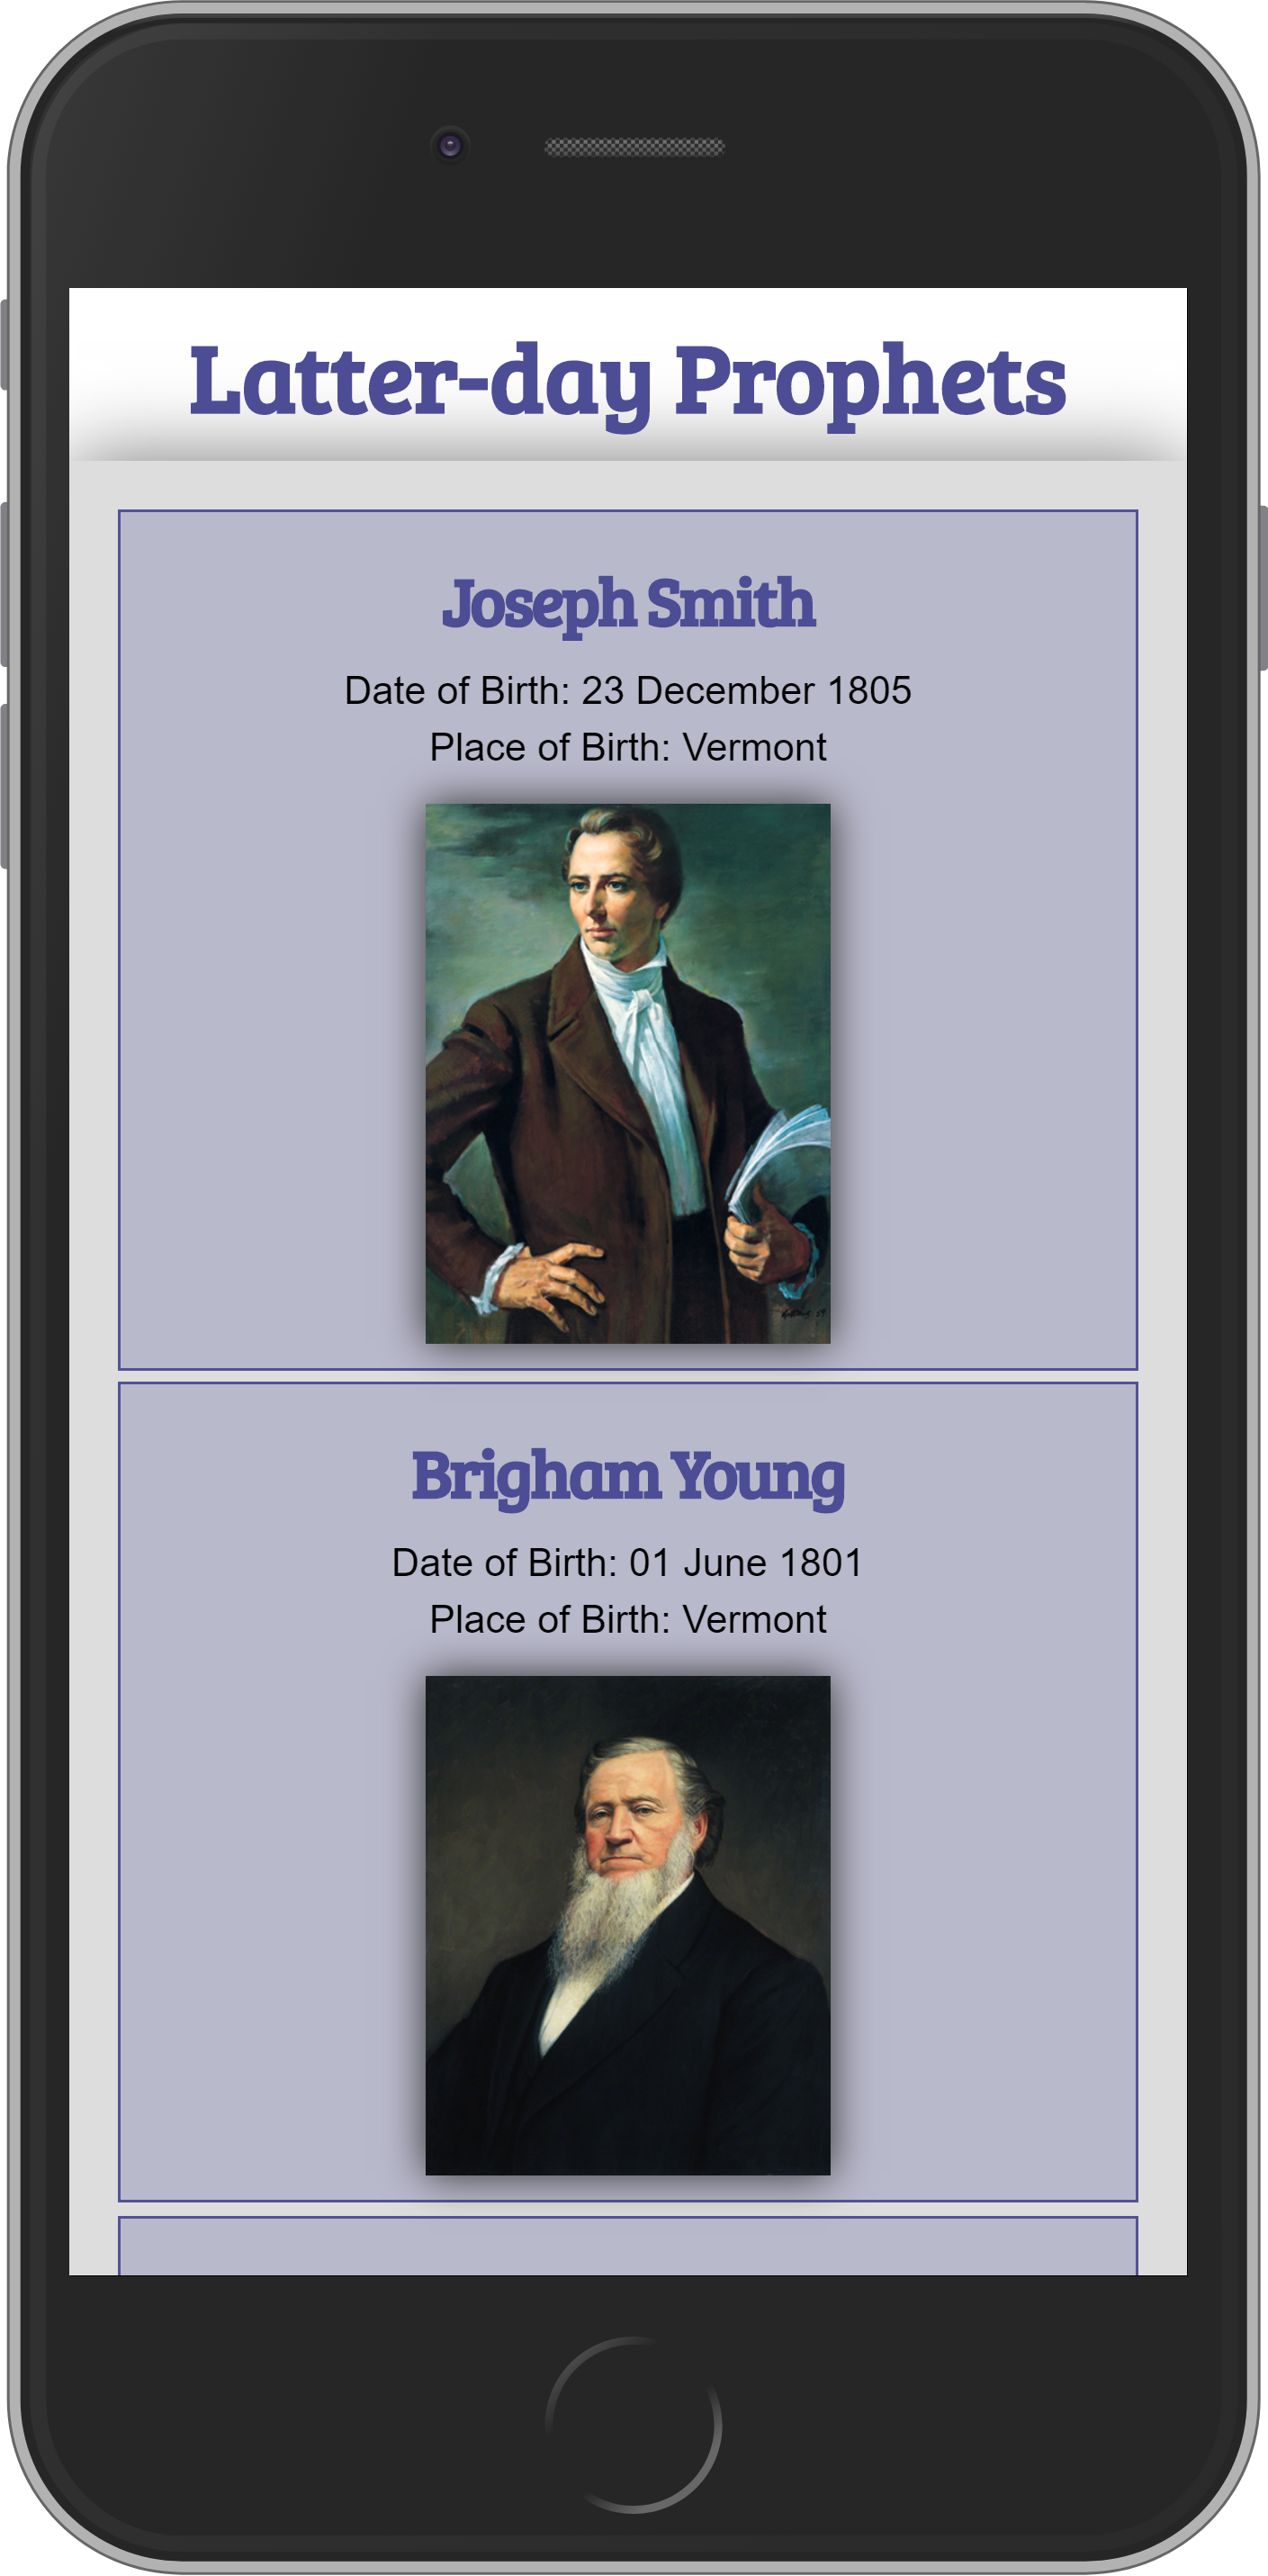 Latter-day Prophets
Joseph Smith
Date of Birth: 23 December 1805
Place of Birth: Vermont
Brigham Young
Date of Birth: 01 June 1801
Place of Birth: Vermont